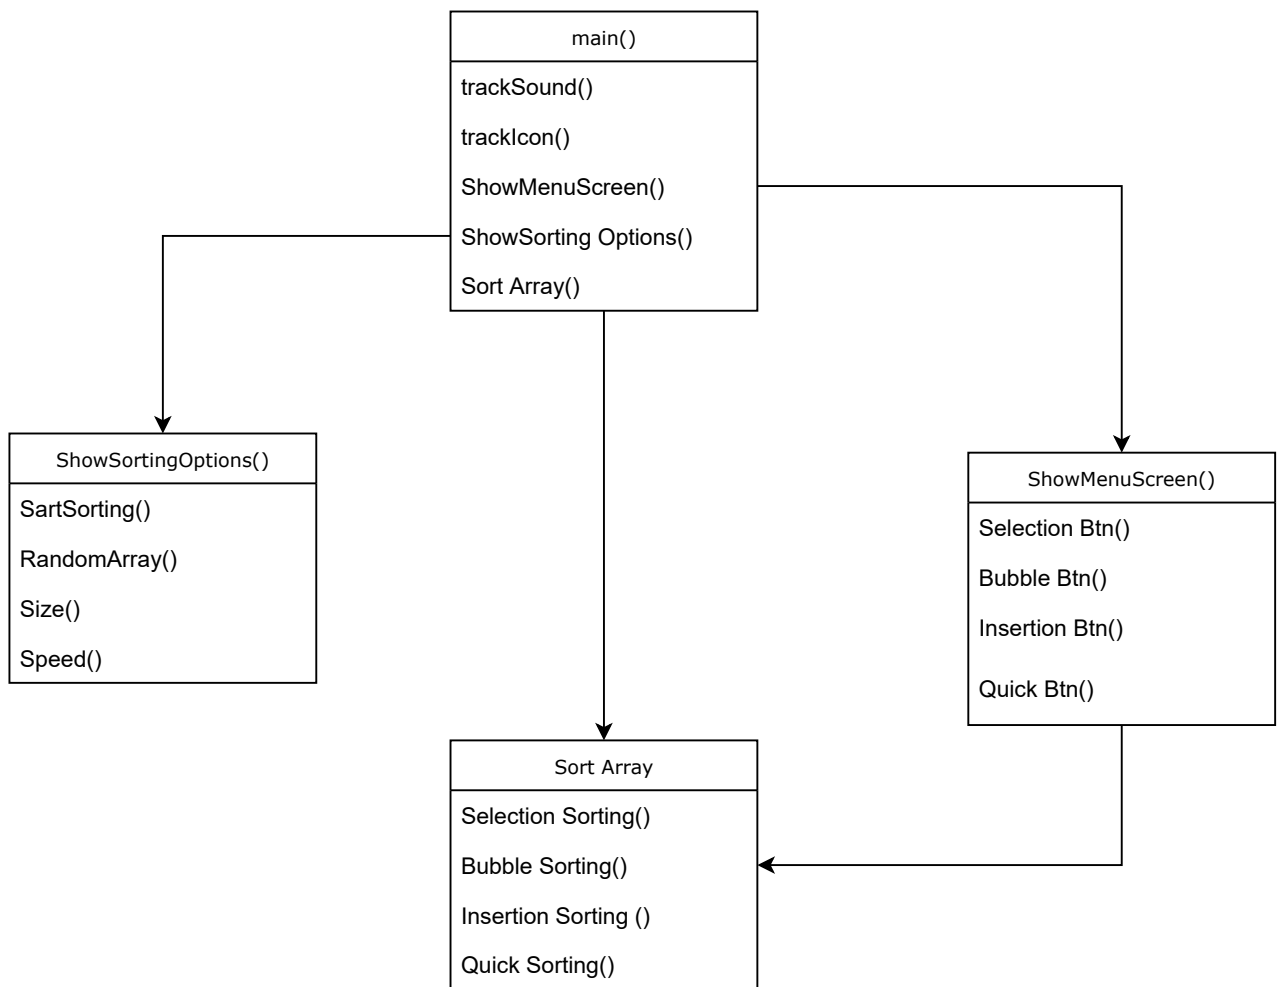 main()
trackSound()
trackIcon()
ShowMenuScreen()
ShowSorting Options()
Sort Array()
ShowSortingOptions()
SartSorting()
RandomArray()
Size()
Speed()
ShowMenuScreen()
Selection Btn()
Bubble Btn()
Insertion Btn()
Quick Btn()
Sort Array
Selection Sorting()
Bubble Sorting()
Insertion Sorting ()
Quick Sorting()